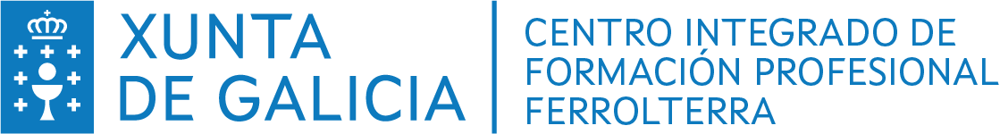 XUNTA
DE GALICIA
CENTRO INTEGRADO DE
FORMACIÓN PROFESIONAL
FERROLTERRA